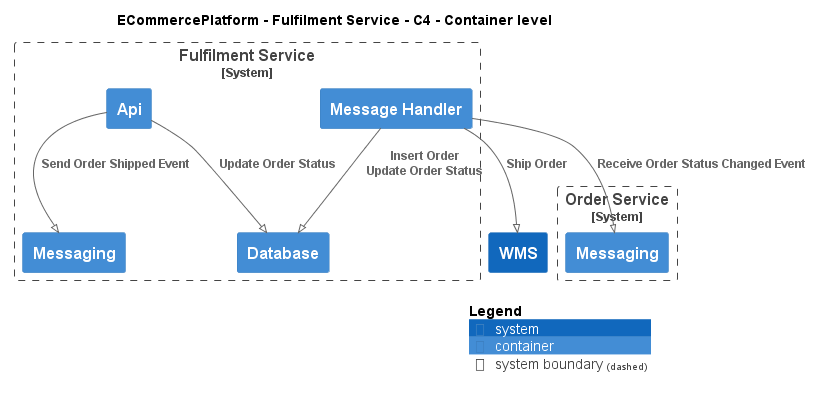 ECommercePlatform - Fulfilment Service - C4 - Container level
Fulfilment Service
[System]
Api
Message Handler
Send Order Shipped Event
Update Order Status
Insert Order
Update Order Status
Ship Order
Receive Order Status Changed Event
Order Service
[System]
Messaging
Database
WMS
Messaging
Legend
system
container
system boundary (dashed)